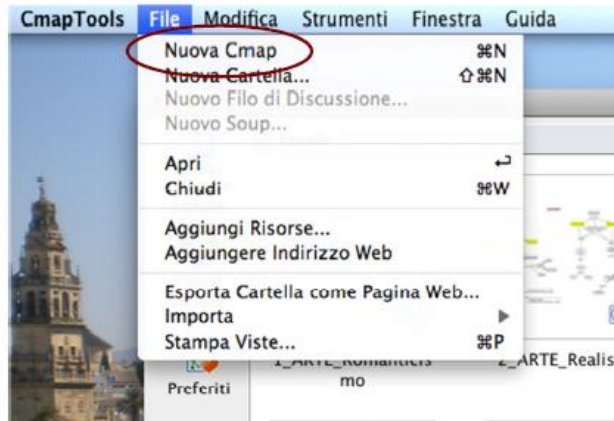 CmapTools File Modifica Strumenti Finestra Guida
Nuova Cmap ⌘N
Nuova Cartella... ⇧⌘N
Nuovo Filo di Discussione...
Nuovo Soup...
Apri ↵
Chiudi ⌘W
Aggiungi Risorse...
Aggiungere Indirizzo Web
Esporta Cartella come Pagina Web...
Importa ▶
Stampa Viste... ⌘P
1_ARTE_Romanticis 2_ARTE_Realis
mo
Preferiti